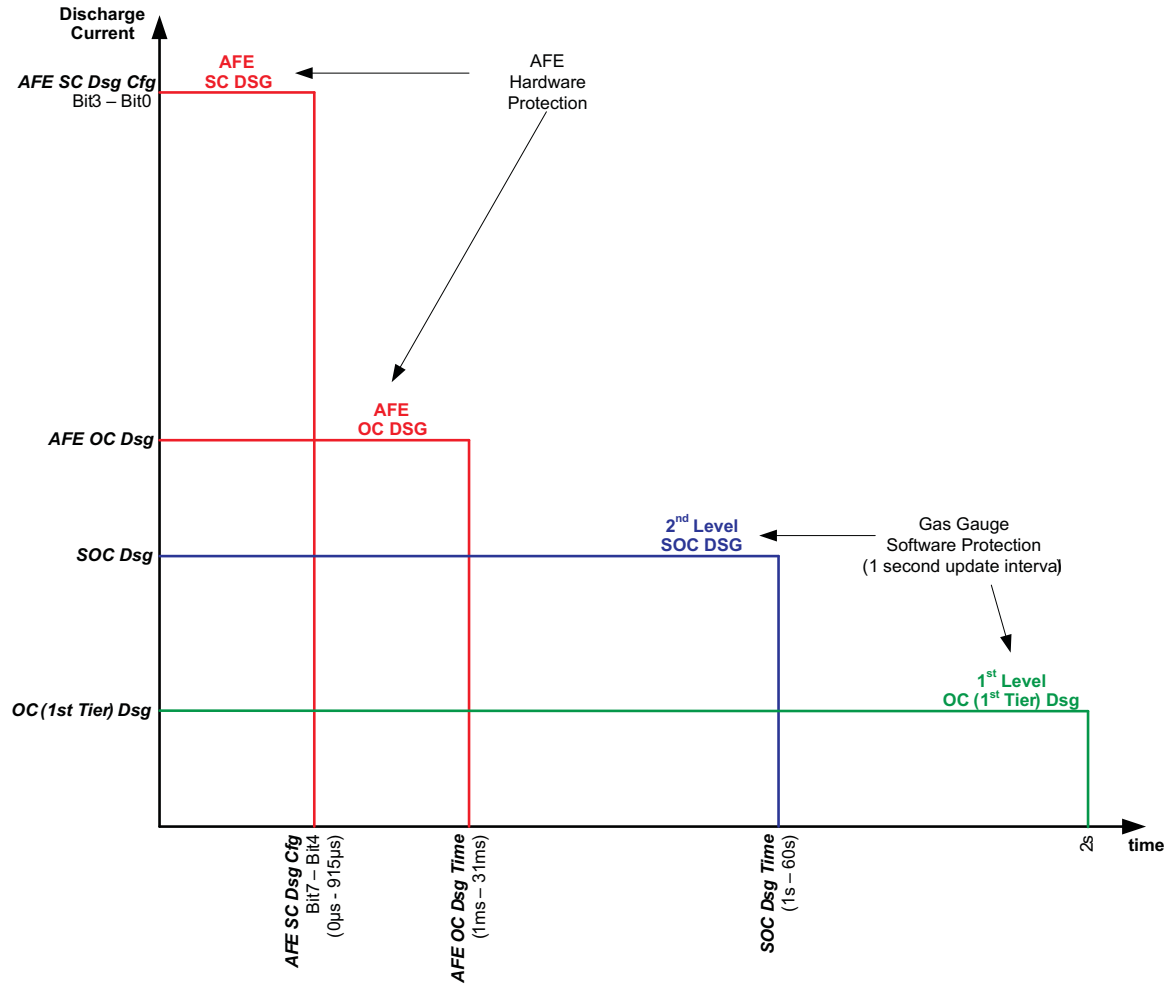 Discharge
Current
AFE SC Dsg Cfg
Bit3 – Bit0
AFE
SC DSG
AFE
Hardware
Protection
AFE
OC DSG
AFE OC Dsg
2nd Level
SOC DSG
Gas Gauge
Software Protection
(1 second update interval)
SOC Dsg
1st Level
OC (1st Tier) Dsg
OC (1st Tier) Dsg
AFE SC Dsg Cfg
Bit7 – Bit4
(0µs - 915µs)
AFE OC Dsg Time
(1ms – 31ms)
SOC Dsg Time
(1s – 60s)
2s
time